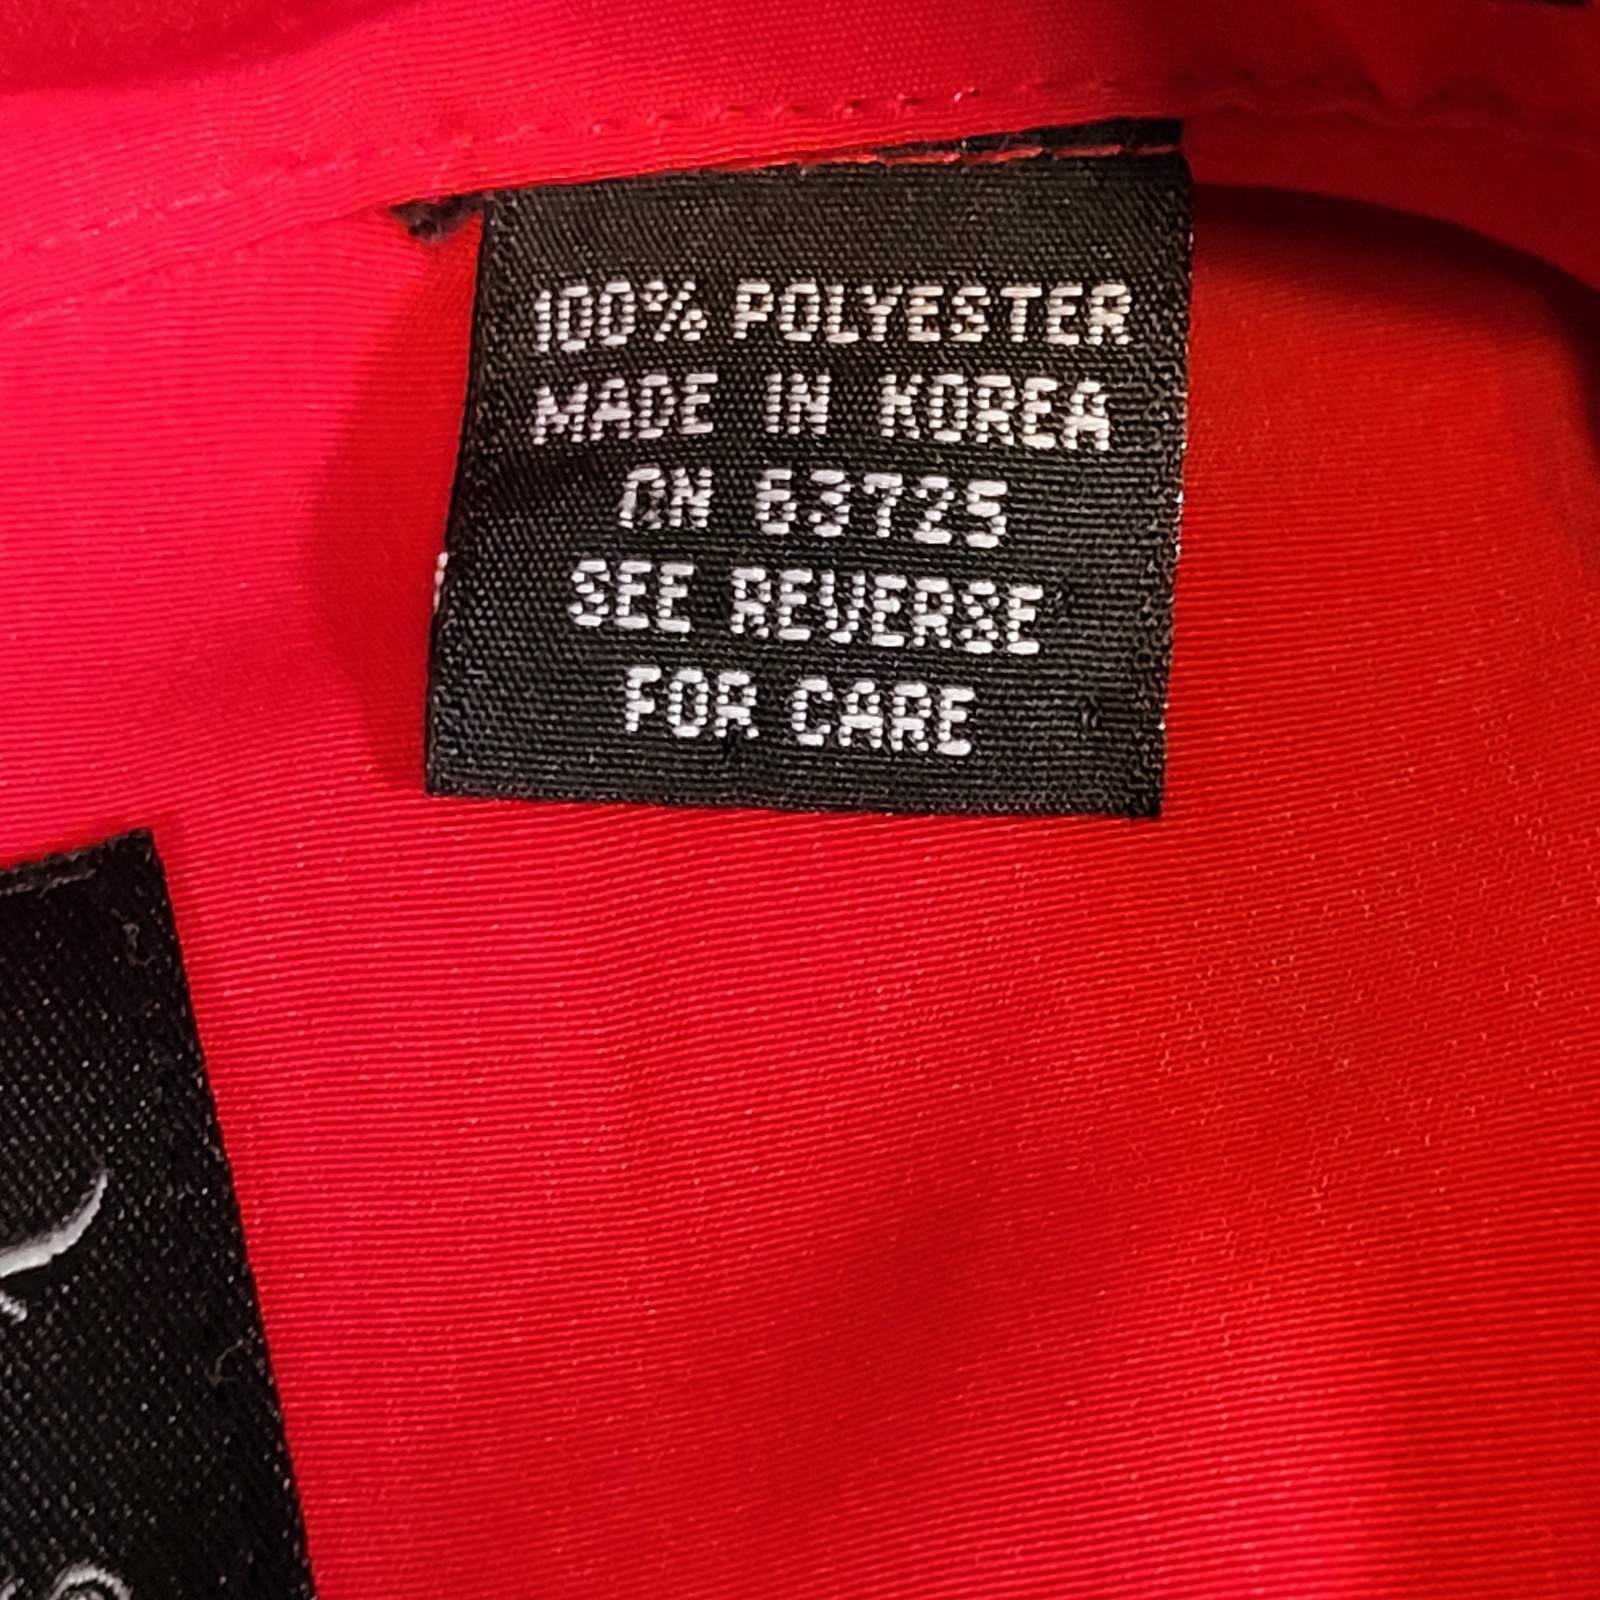 100% POLYESTER
MADE IN KOREA
RN 63725
SEE REVERSE
FOR CARE